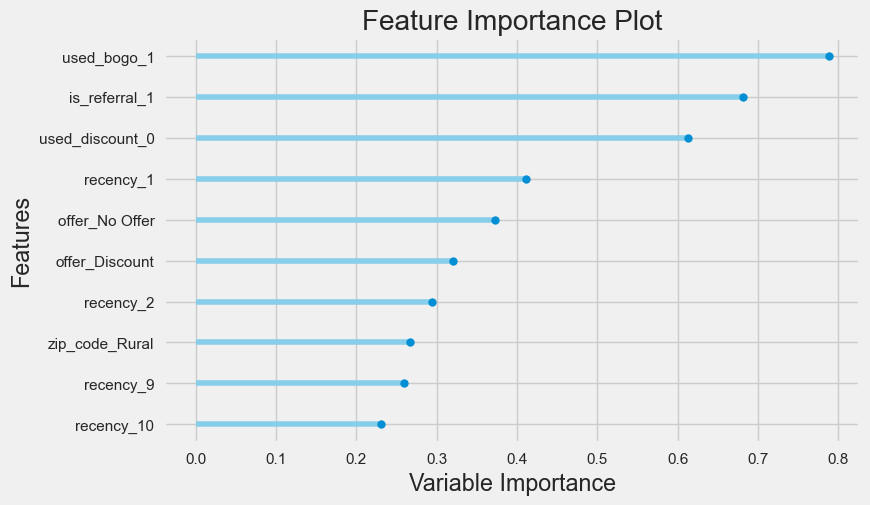 Feature Importance Plot
Features
used_bogo_1
is_referral_1
used_discount_0
recency_1
offer_No Offer
offer_Discount
recency_2
zip_code_Rural
recency_9
recency_10
0.0 0.1 0.2 0.3 0.4 0.5 0.6 0.7 0.8
Variable Importance